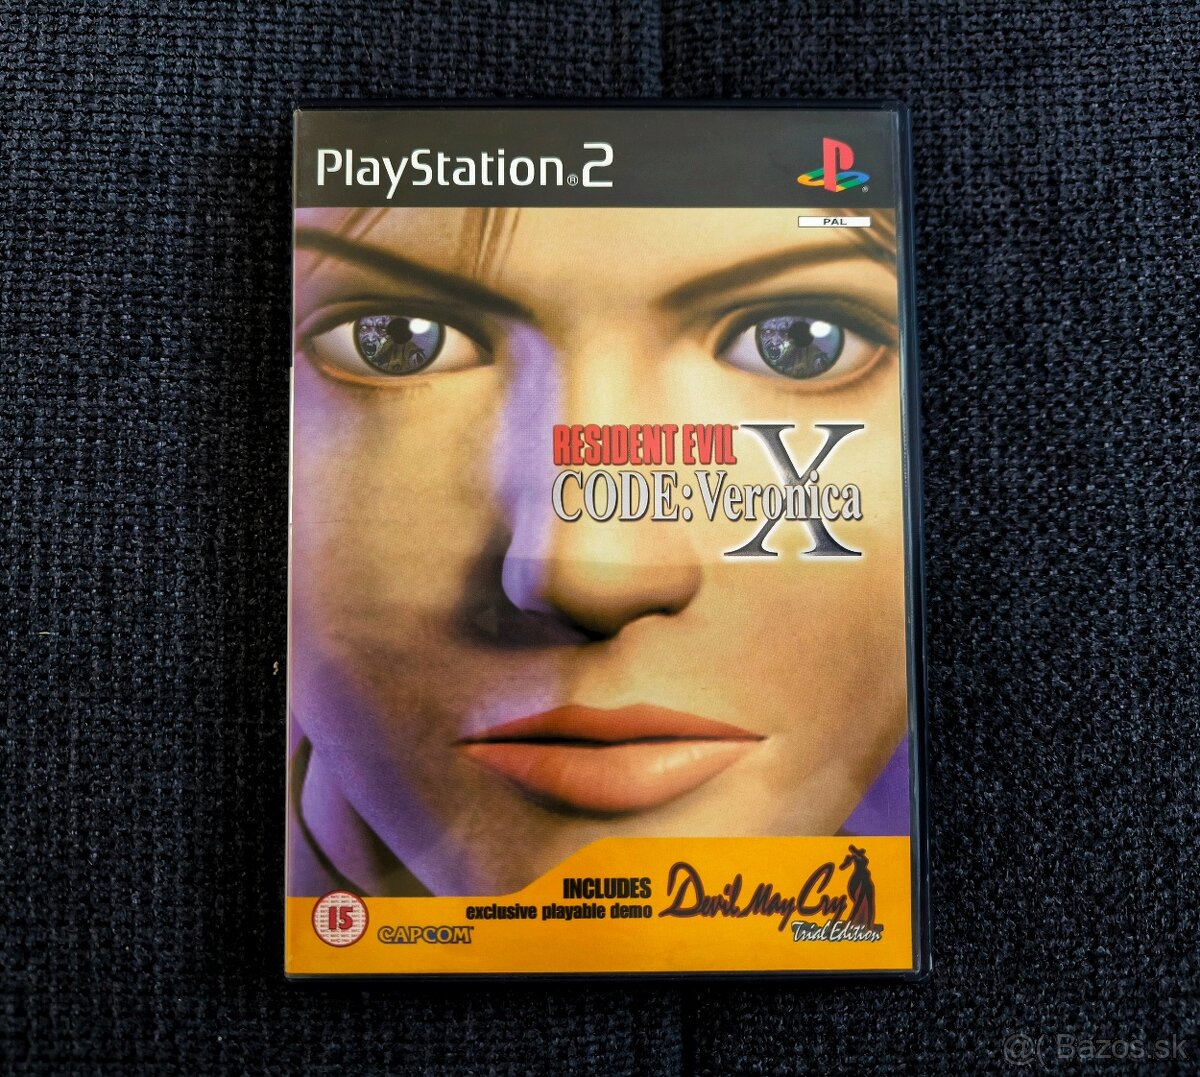 PlayStation®2
PAL
RESIDENT EVIL™
CODE:Veronica X
INCLUDES
exclusive playable demo
Devil May Cry
Trial Edition
15
CAPCOM®
@( Bazos.sk